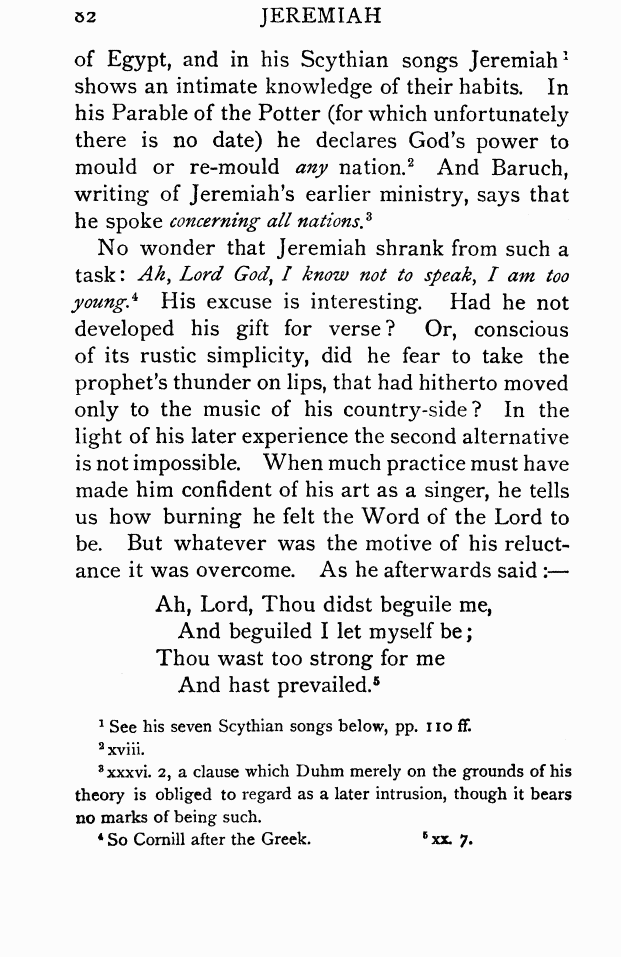 82 JEREMIAH
of Egypt, and in his Scythian songs Jeremiah¹
shows an intimate knowledge of their habits. In
his Parable of the Potter (for which unfortunately
there is no date) he declares God's power to
mould or re-mould any nation.² And Baruch,
writing of Jeremiah's earlier ministry, says that
he spoke concerning all nations.³
No wonder that Jeremiah shrank from such a
task: Ah, Lord God, I know not to speak, I am too
young.⁴ His excuse is interesting. Had he not
developed his gift for verse? Or, conscious
of its rustic simplicity, did he fear to take the
prophet's thunder on lips, that had hitherto moved
only to the music of his country-side? In the
light of his later experience the second alternative
is not impossible. When much practice must have
made him confident of his art as a singer, he tells
us how burning he felt the Word of the Lord to
be. But whatever was the motive of his reluct-
ance it was overcome. As he afterwards said:—
Ah, Lord, Thou didst beguile me,
And beguiled I let myself be;
Thou wast too strong for me
And hast prevailed.⁵
¹ See his seven Scythian songs below, pp. 110 ff.
² xviii.
³ xxxvi. 2, a clause which Duhm merely on the grounds of his
theory is obliged to regard as a later intrusion, though it bears
no marks of being such.
⁴ So Cornill after the Greek. ⁵ xx. 7.